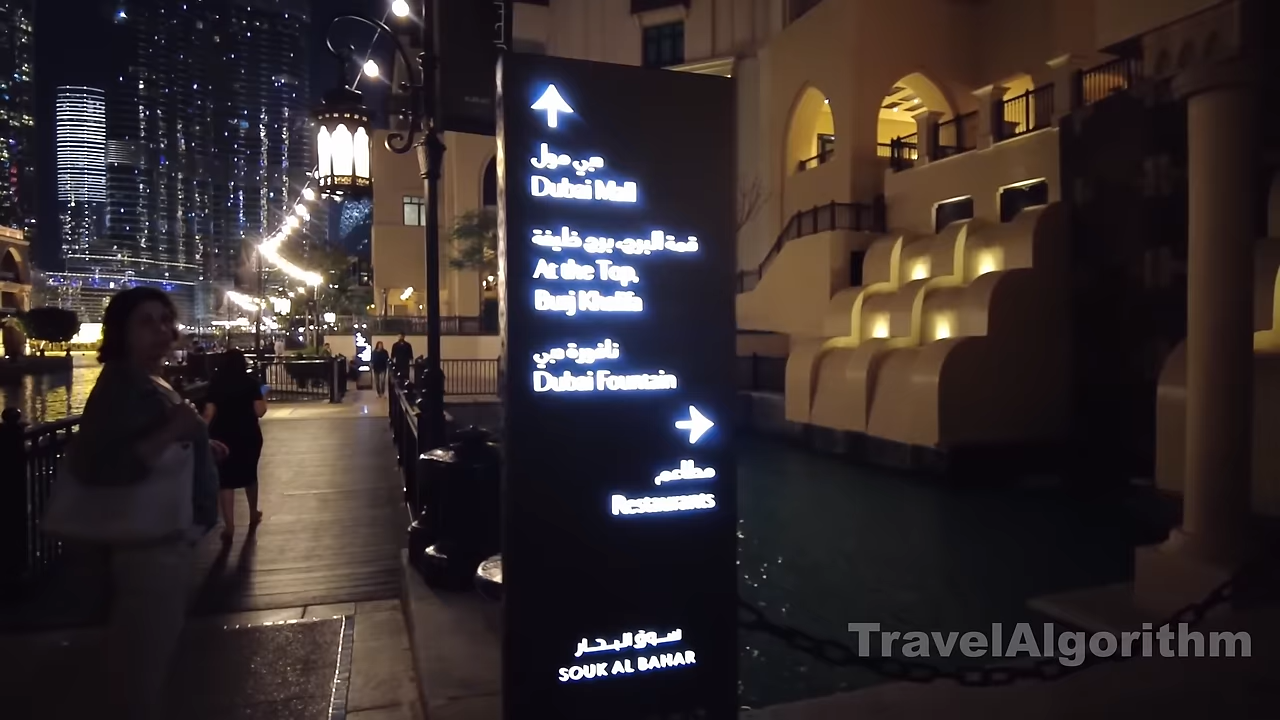 دبي مول
Dubai Mall
قمة البرج، برج خليفة
At the Top,
Burj Khalifa
نافورة دبي
Dubai Fountain
مطاعم
Restaurants
سوق البحار
SOUK AL BAHAR
TravelAlgorithm